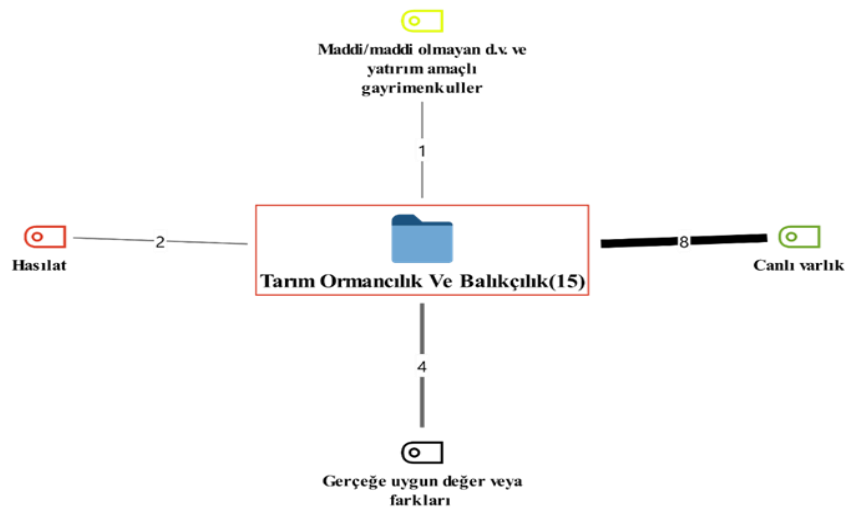 Maddi/maddi olmayan d.v. ve
yatırım amaçlı
gayrimenkuller
1
Hasılat
2
8
Canlı varlık
Tarım Ormancılık Ve Balıkçılık(15)
4
Gerçeğe uygun değer veya
farkları